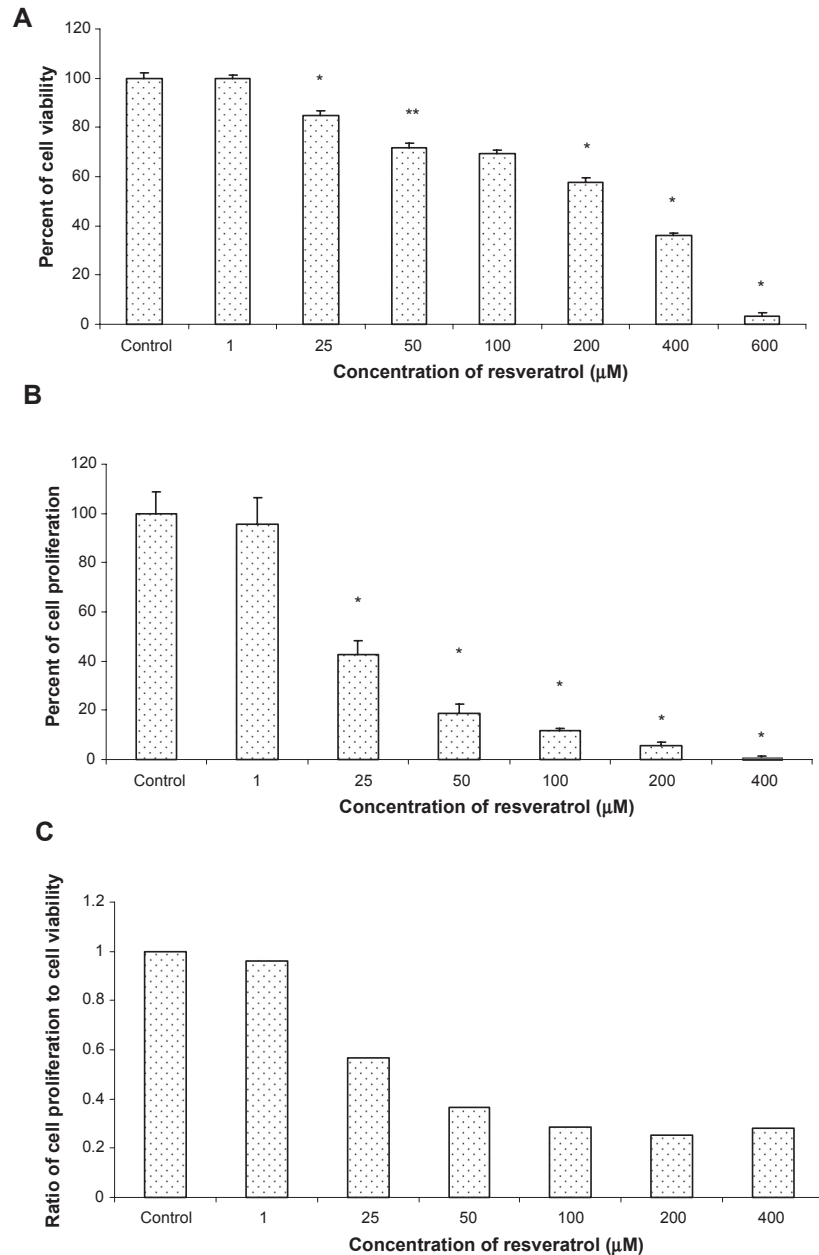 A
Percent of cell viability
120
100
80
60
40
20
0
*
**
*
*
*
Control 1 25 50 100 200 400 600
Concentration of resveratrol (μM)
B
Percent of cell proliferation
120
100
80
60
40
20
0
*
*
*
*
*
Control 1 25 50 100 200 400
Concentration of resveratrol (μM)
C
Ratio of cell proliferation to cell viability
1.2
1
0.8
0.6
0.4
0.2
0
Control 1 25 50 100 200 400
Concentration of resveratrol (μM)